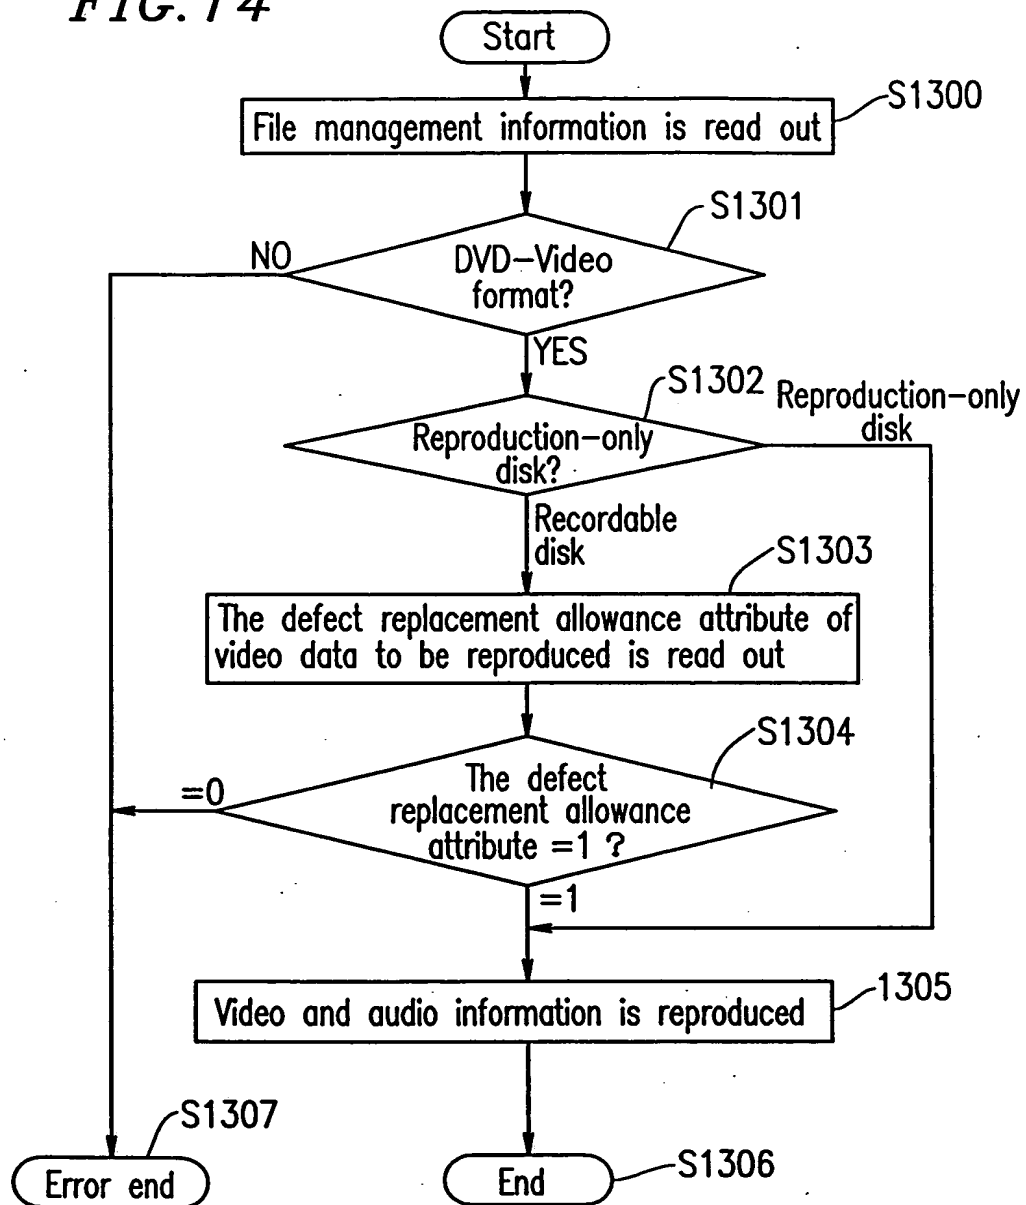 FIG. 14
Start
File management information is read out
S1300
S1301
NO
DVD-Video
format?
YES
S1302
Reproduction-only
disk
Reproduction-only
disk?
Recordable
disk
S1303
The defect replacement allowance attribute of
video data to be reproduced is read out
S1304
=0
The defect
replacement allowance
attribute =1 ?
=1
1305
Video and audio information is reproduced
S1307
S1306
Error end
End